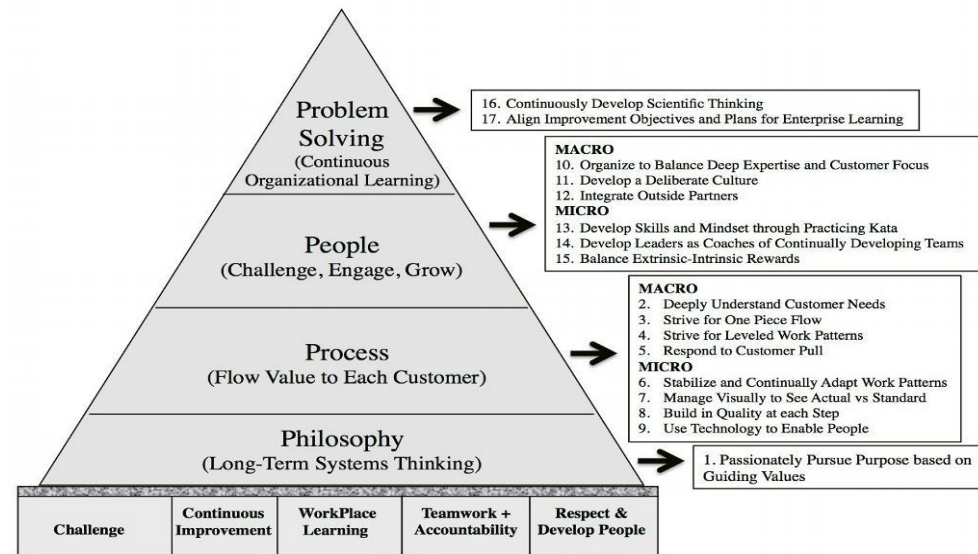 Problem
Solving
(Continuous
Organizational Learning)
16. Continuously Develop Scientific Thinking
17. Align Improvement Objectives and Plans for Enterprise Learning
People
(Challenge, Engage, Grow)
MACRO
10. Organize to Balance Deep Expertise and Customer Focus
11. Develop a Deliberate Culture
12. Integrate Outside Partners
MICRO
13. Develop Skills and Mindset through Practicing Kata
14. Develop Leaders as Coaches of Continually Developing Teams
15. Balance Extrinsic-Intrinsic Rewards
Process
(Flow Value to Each Customer)
MACRO
2. Deeply Understand Customer Needs
3. Strive for One Piece Flow
4. Strive for Leveled Work Patterns
5. Respond to Customer Pull
MICRO
6. Stabilize and Continually Adapt Work Patterns
7. Manage Visually to See Actual vs Standard
8. Build in Quality at each Step
9. Use Technology to Enable People
Philosophy
(Long-Term Systems Thinking)
1. Passionately Pursue Purpose based on
Guiding Values
Challenge
Continuous
Improvement
WorkPlace
Learning
Teamwork +
Accountability
Respect &
Develop People